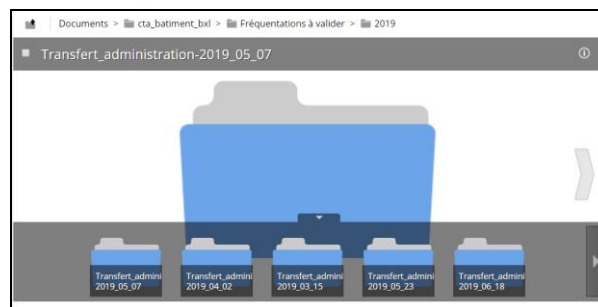 Documents > cta_batiment_bxl > Fréquentations à valider > 2019
Transfert_administration-2019_05_07
Transfert_admini
2019_05_07
Transfert_admini
2019_04_02
Transfert_admini
2019_03_15
Transfert_admini
2019_05_23
Transfert_admini
2019_06_18